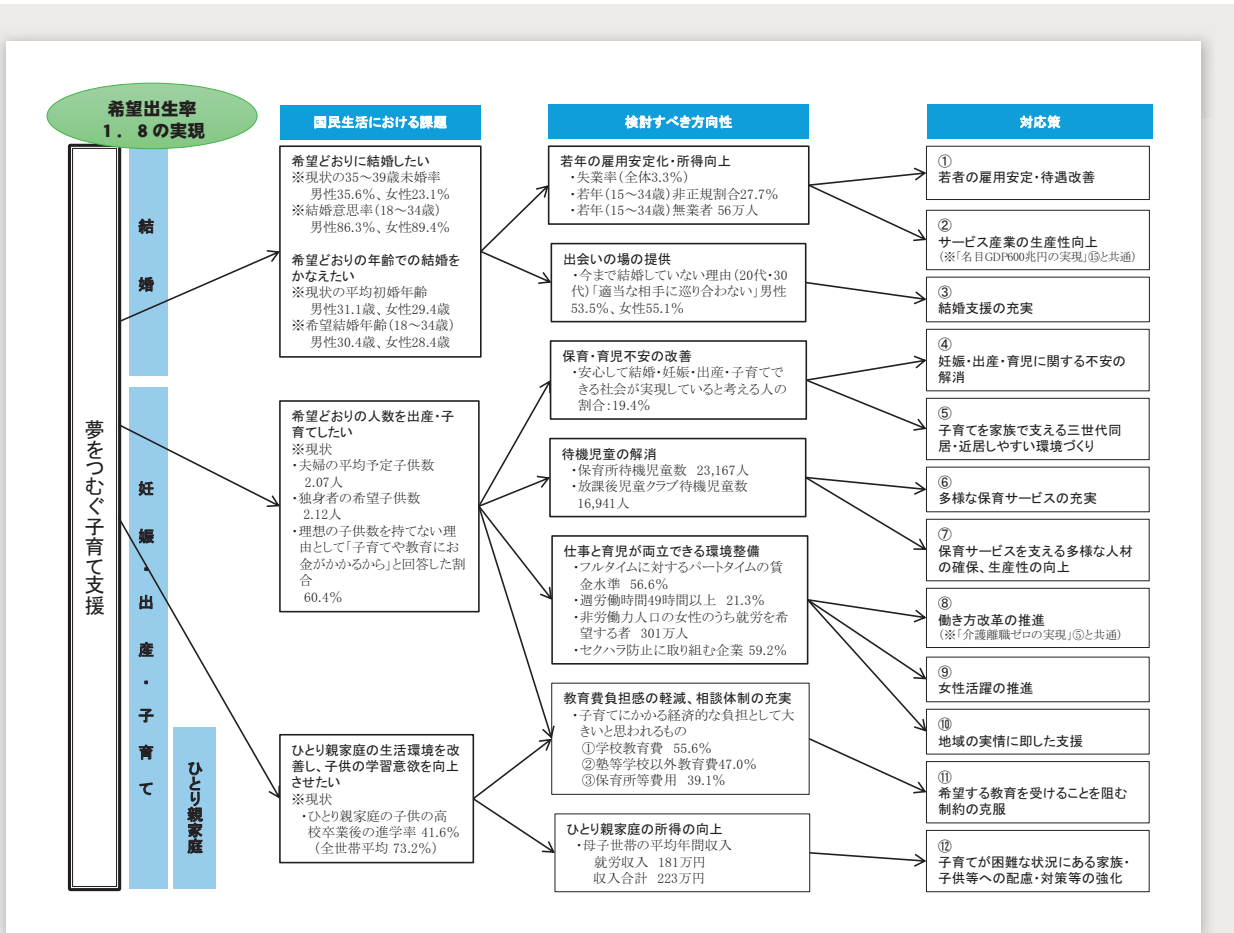 希望出生率
１．８の実現
国民生活における課題
検討すべき方向性
対応策
夢をつむぐ子育て支援
結婚
妊娠・出産・子育て
ひとり親家庭
希望どおりに結婚したい
※現状の35～39歳未婚率
男性35.6%、女性23.1%
※結婚意思率(18～34歳)
男性86.3%、女性89.4%
希望どおりの年齢での結婚を
かなえたい
※現状の平均初婚年齢
男性31.1歳、女性29.4歳
※希望結婚年齢(18～34歳)
男性30.4歳、女性28.4歳
希望どおりの人数を出産・子
育てしたい
※現状
・夫婦の平均予定子供数
2.07人
・独身者の希望子供数
2.12人
・理想の子供数を持てない理
由として「子育てや教育にお
金がかかるから」と回答した割
合
60.4%
ひとり親家庭の生活環境を改
善し、子供の学習意欲を向上
させたい
※現状
・ひとり親家庭の子供の高
校卒業後の進学率 41.6%
(全世帯平均 73.2%)
若年の雇用安定化・所得向上
・失業率(全体3.3%)
・若年(15～34歳)非正規割合27.7%
・若年(15～34歳)無業者 56万人
出会いの場の提供
・今まで結婚していない理由(20代・30
代)「適当な相手に巡り合わない」男性
53.5%、女性55.1%
保育・育児不安の改善
・安心して結婚・妊娠・出産・子育てで
きる社会が実現していると考える人の
割合：19.4%
待機児童の解消
・保育所待機児童数 23,167人
・放課後児童クラブ待機児童数
16,941人
仕事と育児が両立できる環境整備
・フルタイムに対するパートタイムの賃
金水準 56.6%
・週労働時間49時間以上 21.3%
・非労働力人口の女性のうち就労を希
望する者 301万人
・セクハラ防止に取り組む企業 59.2%
教育費負担感の軽減、相談体制の充実
・子育てにかかる経済的な負担として大
きいと思われるもの
①学校教育費 55.6%
②塾等学校以外教育費47.0%
③保育所等費用 39.1%
ひとり親家庭の所得の向上
・母子世帯の平均年間収入
就労収入 181万円
収入合計 223万円
①
若者の雇用安定・待遇改善
②
サービス産業の生産性向上
(※「名目GDP600兆円の実現」⑮と共通)
③
結婚支援の充実
④
妊娠・出産・育児に関する不安の
解消
⑤
子育てを家族で支える三世代同
居・近居しやすい環境づくり
⑥
多様な保育サービスの充実
⑦
保育サービスを支える多様な人材
の確保、生産性の向上
⑧
働き方改革の推進
(※「介護離職ゼロの実現」⑤と共通)
⑨
女性活躍の推進
⑩
地域の実情に即した支援
⑪
希望する教育を受けることを阻む
制約の克服
⑫
子育てが困難な状況にある家族・
子供等への配慮・対策等の強化